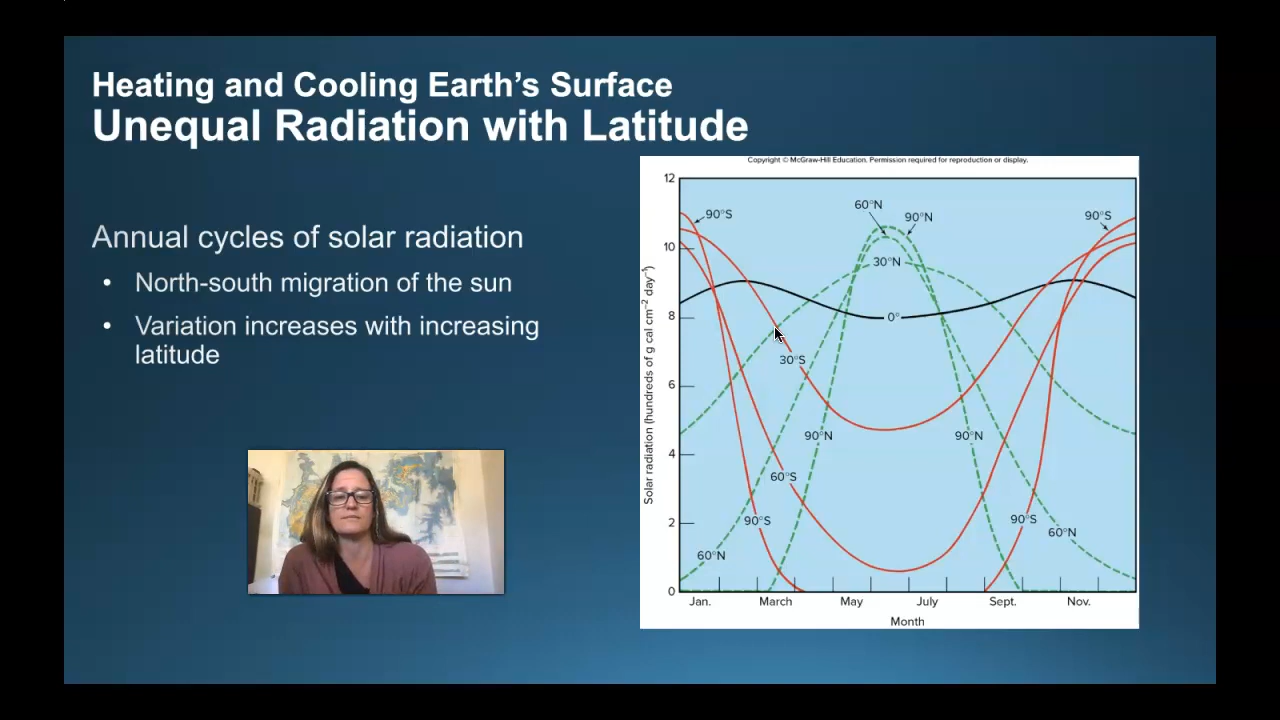 Heating and Cooling Earth's Surface
Unequal Radiation with Latitude
Annual cycles of solar radiation
• North-south migration of the sun
• Variation increases with increasing
latitude
Copyright © McGraw-Hill Education. Permission required for reproduction or display.
Solar radiation (hundreds of g cal cm⁻² day⁻¹)
12
10
8
6
4
2
0
90°S
60°N
90°N
90°S
30°N
0°
30°S
90°N
90°N
60°S
90°S
90°S
60°N
60°N
Jan. March May July Sept. Nov.
Month